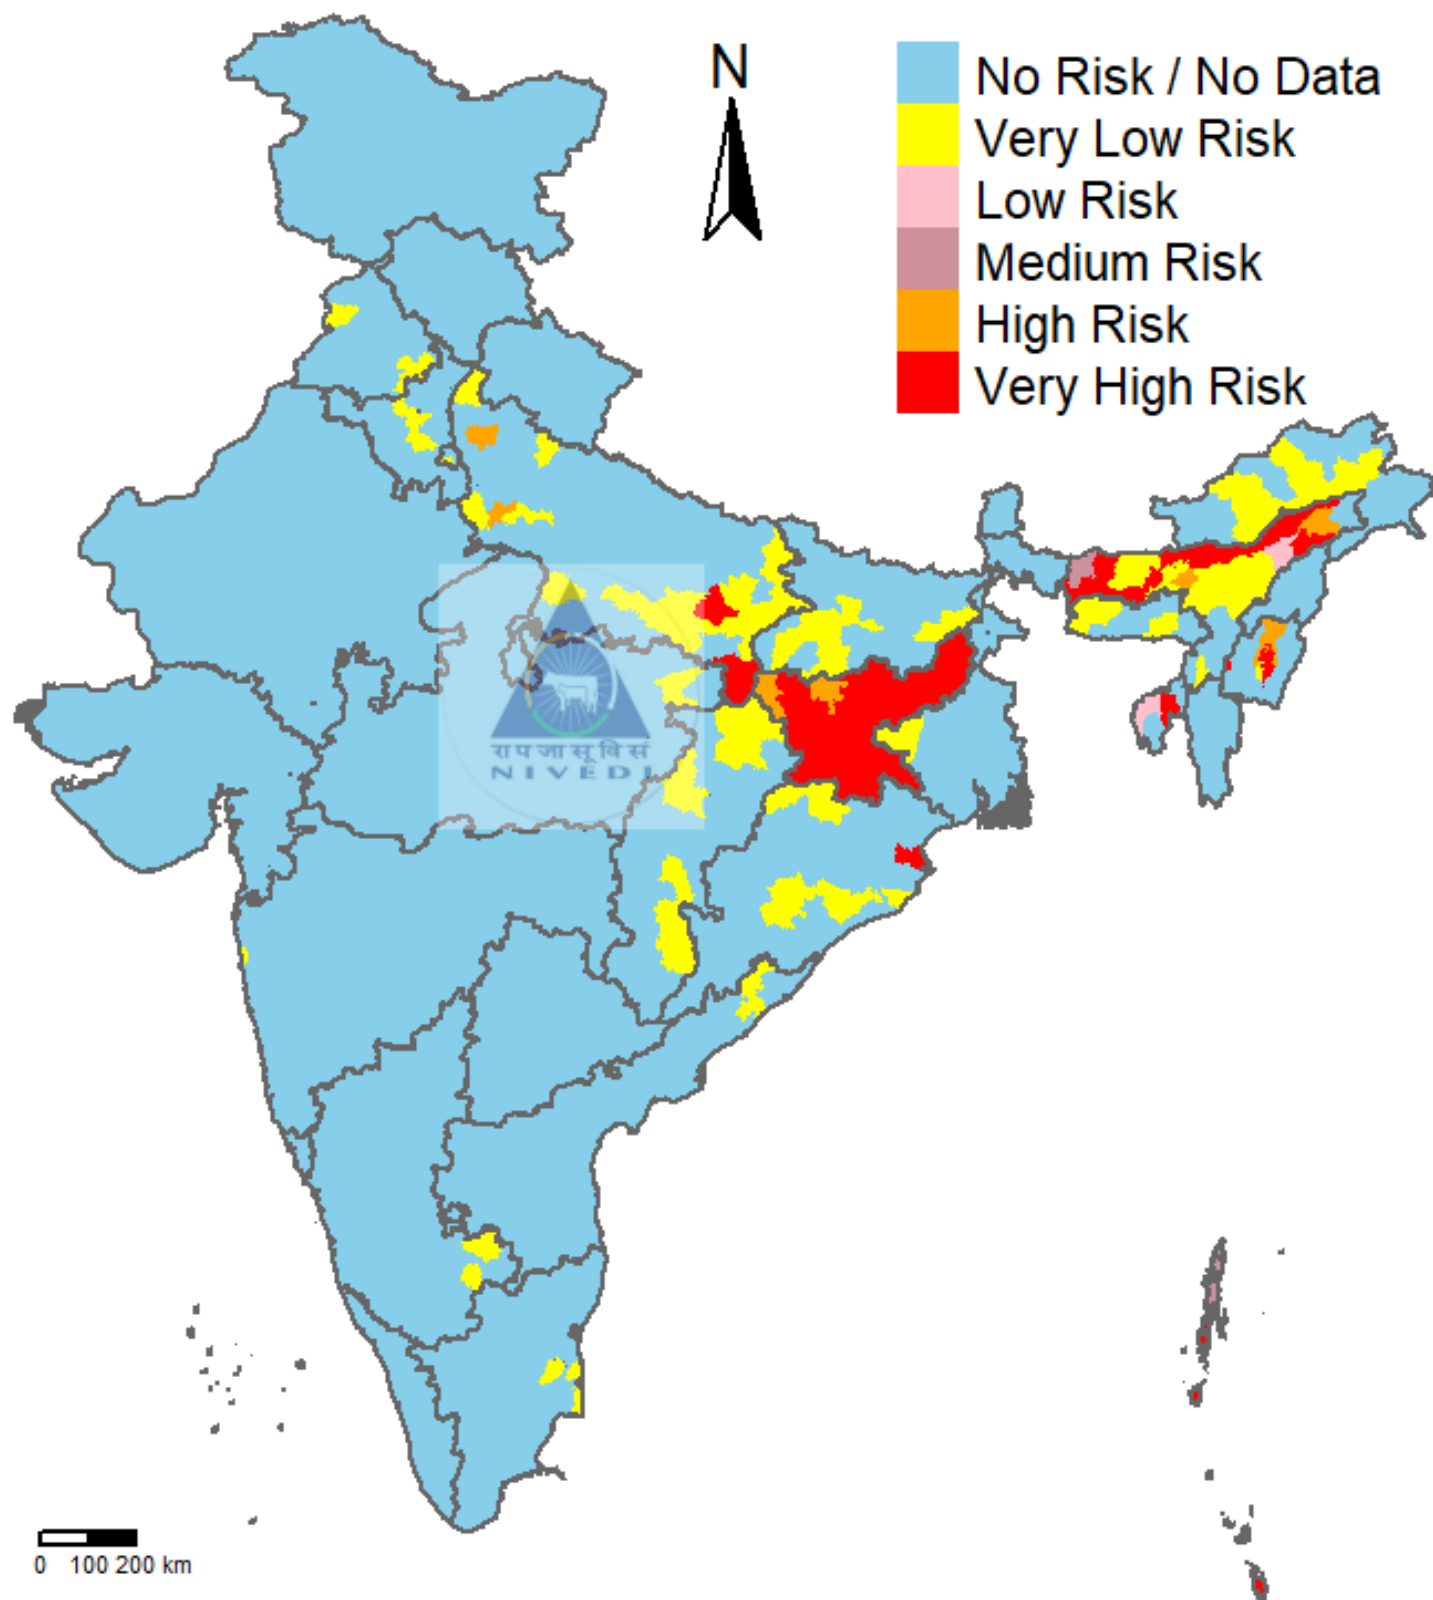 N
No Risk / No Data
Very Low Risk
Low Risk
Medium Risk
High Risk
Very High Risk
रा प जा सू वि सं
NIVEDI
0 100 200 km